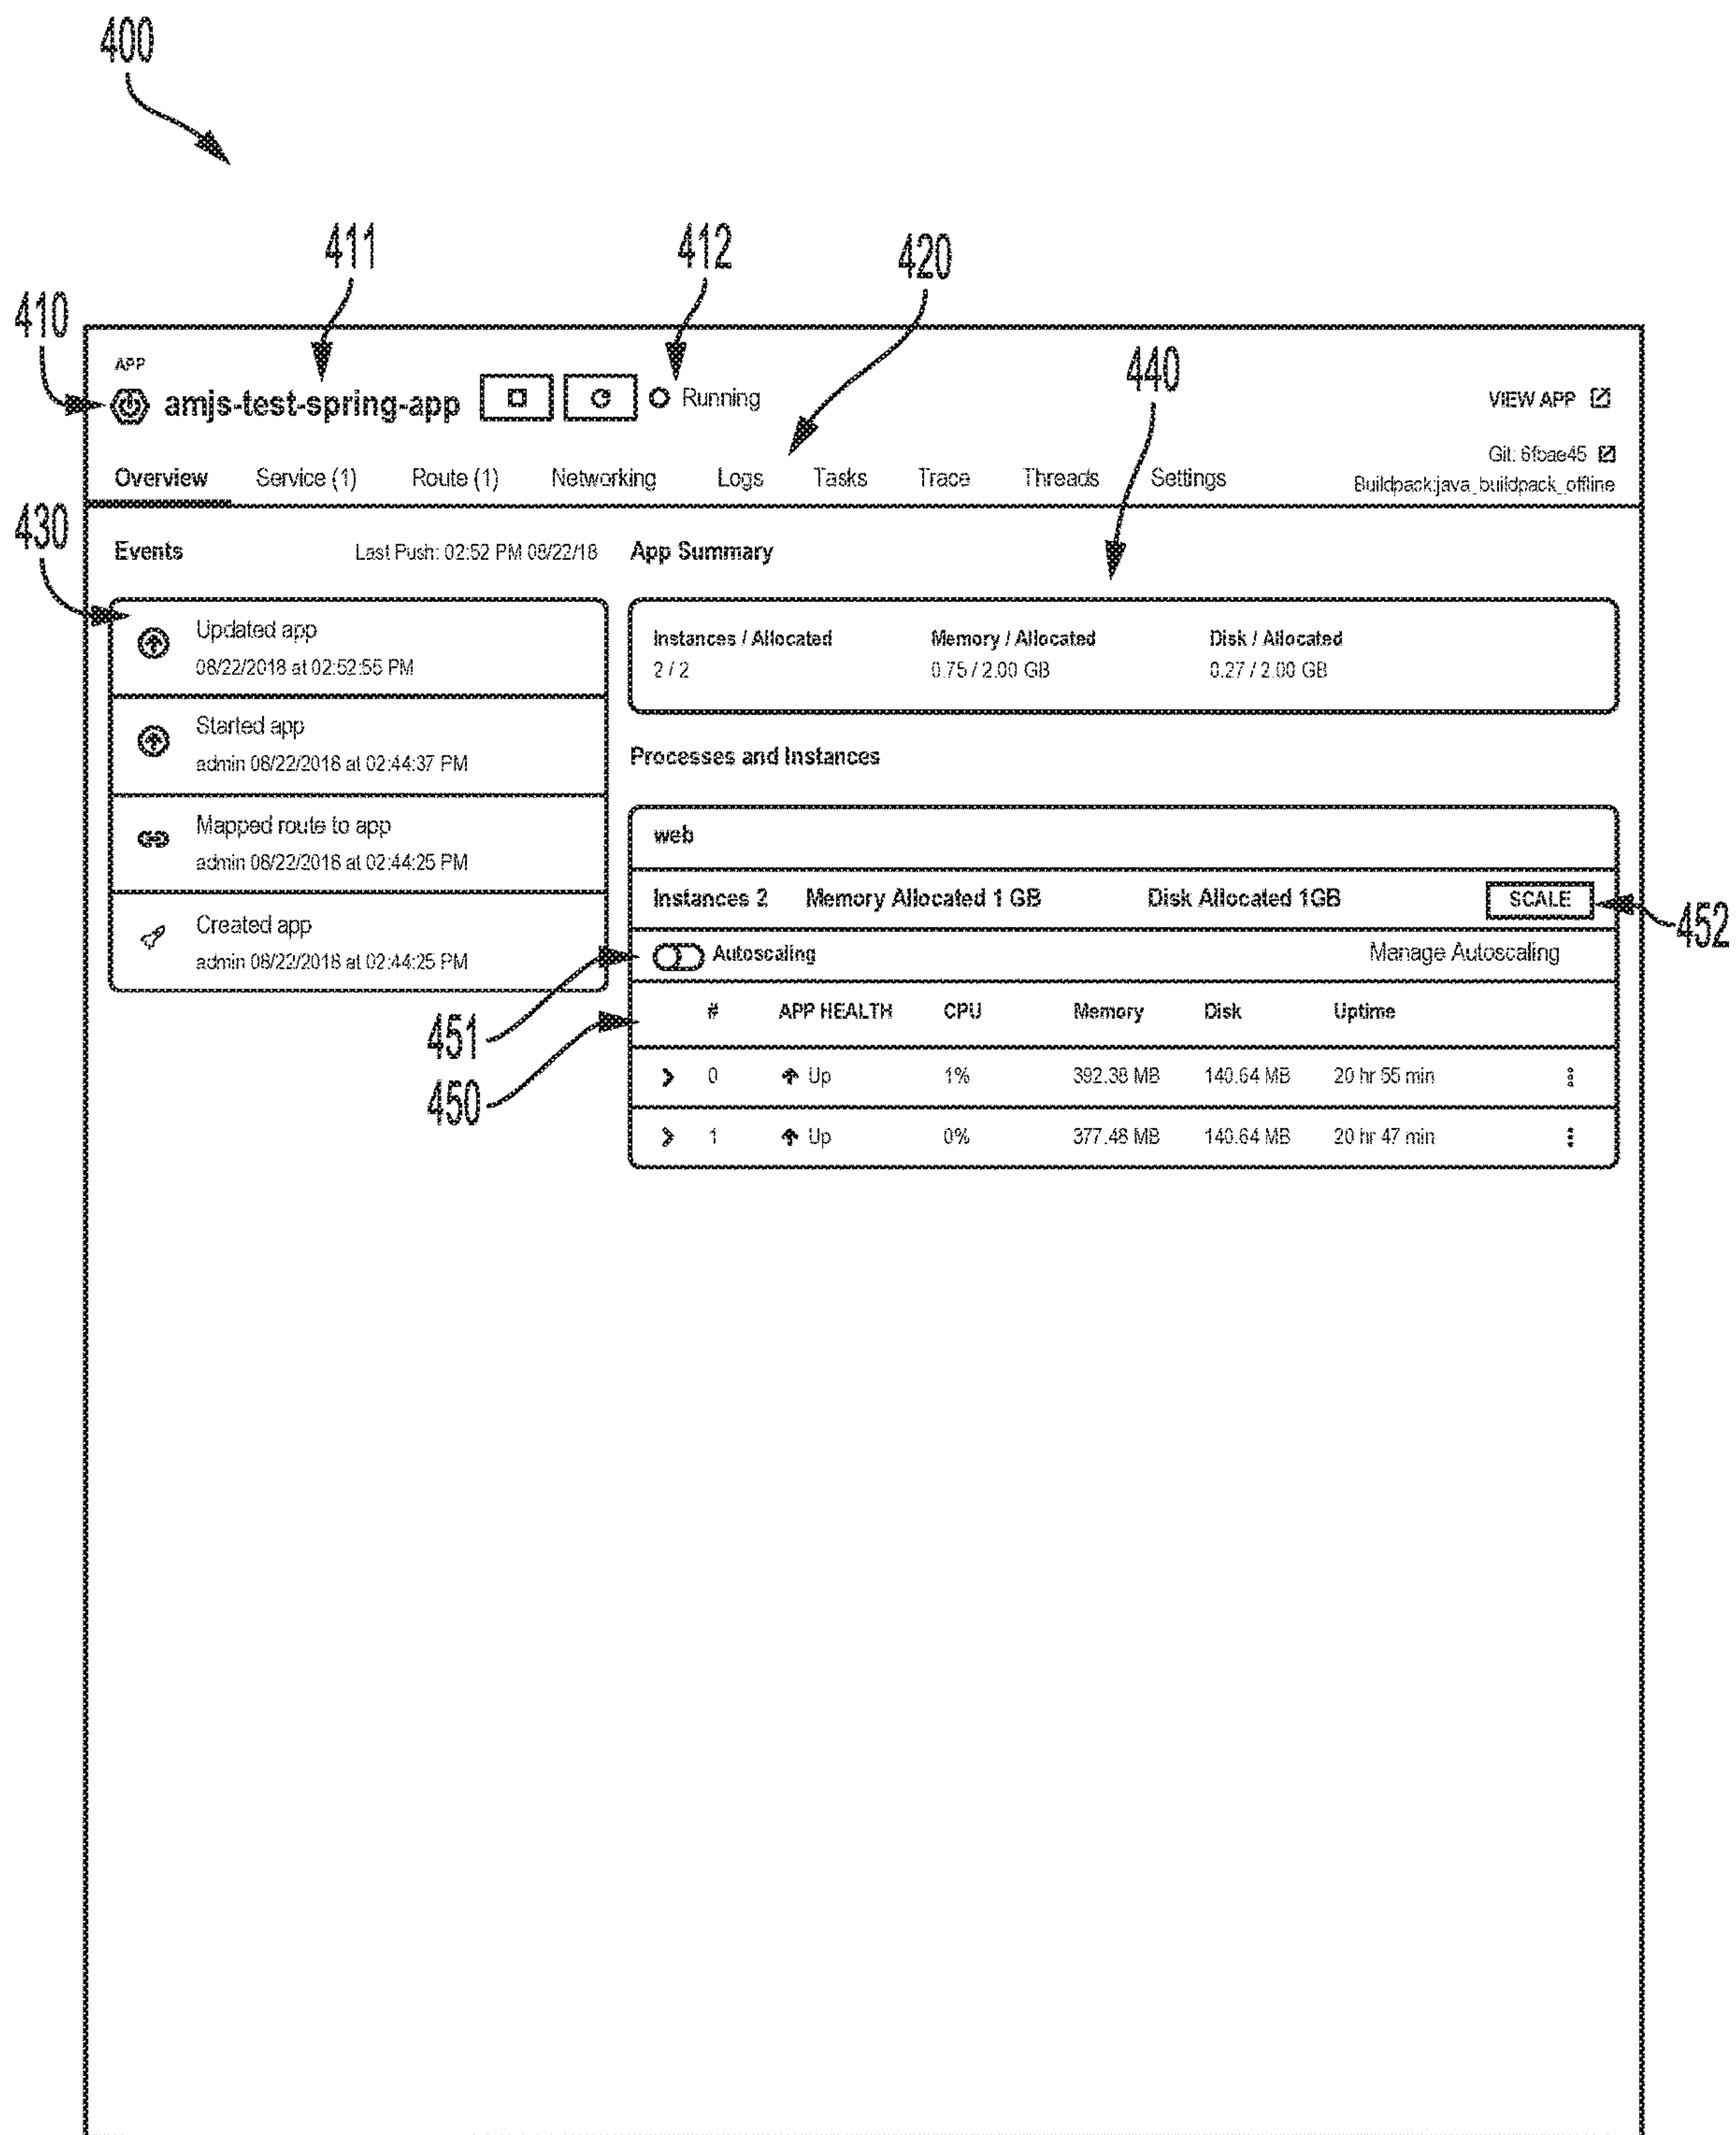 400
411
412
420
410
440
APP
amjs-test-spring-app
Running
VIEW APP
Git: 6fbae45
Overview Service (1) Route (1) Networking Logs Tasks Trace Threads Settings
Buildpack:java_buildpack_offline
430
Events Last Push: 02:52 PM 08/22/18 App Summary
Updated app
08/22/2018 at 02:52:55 PM
Instances / Allocated Memory / Allocated Disk / Allocated
2 / 2 0.75 / 2.00 GB 0.27 / 2.00 GB
Started app
admin 08/22/2018 at 02:44:37 PM
Processes and Instances
Mapped route to app
admin 08/22/2018 at 02:44:25 PM
web
Instances 2 Memory Allocated 1 GB Disk Allocated 1GB SCALE
452
Created app
admin 08/22/2018 at 02:44:25 PM
Autoscaling Manage Autoscaling
451
# APP HEALTH CPU Memory Disk Uptime
450
0 Up 1% 392.38 MB 140.64 MB 20 hr 55 min
1 Up 0% 377.48 MB 140.64 MB 20 hr 47 min